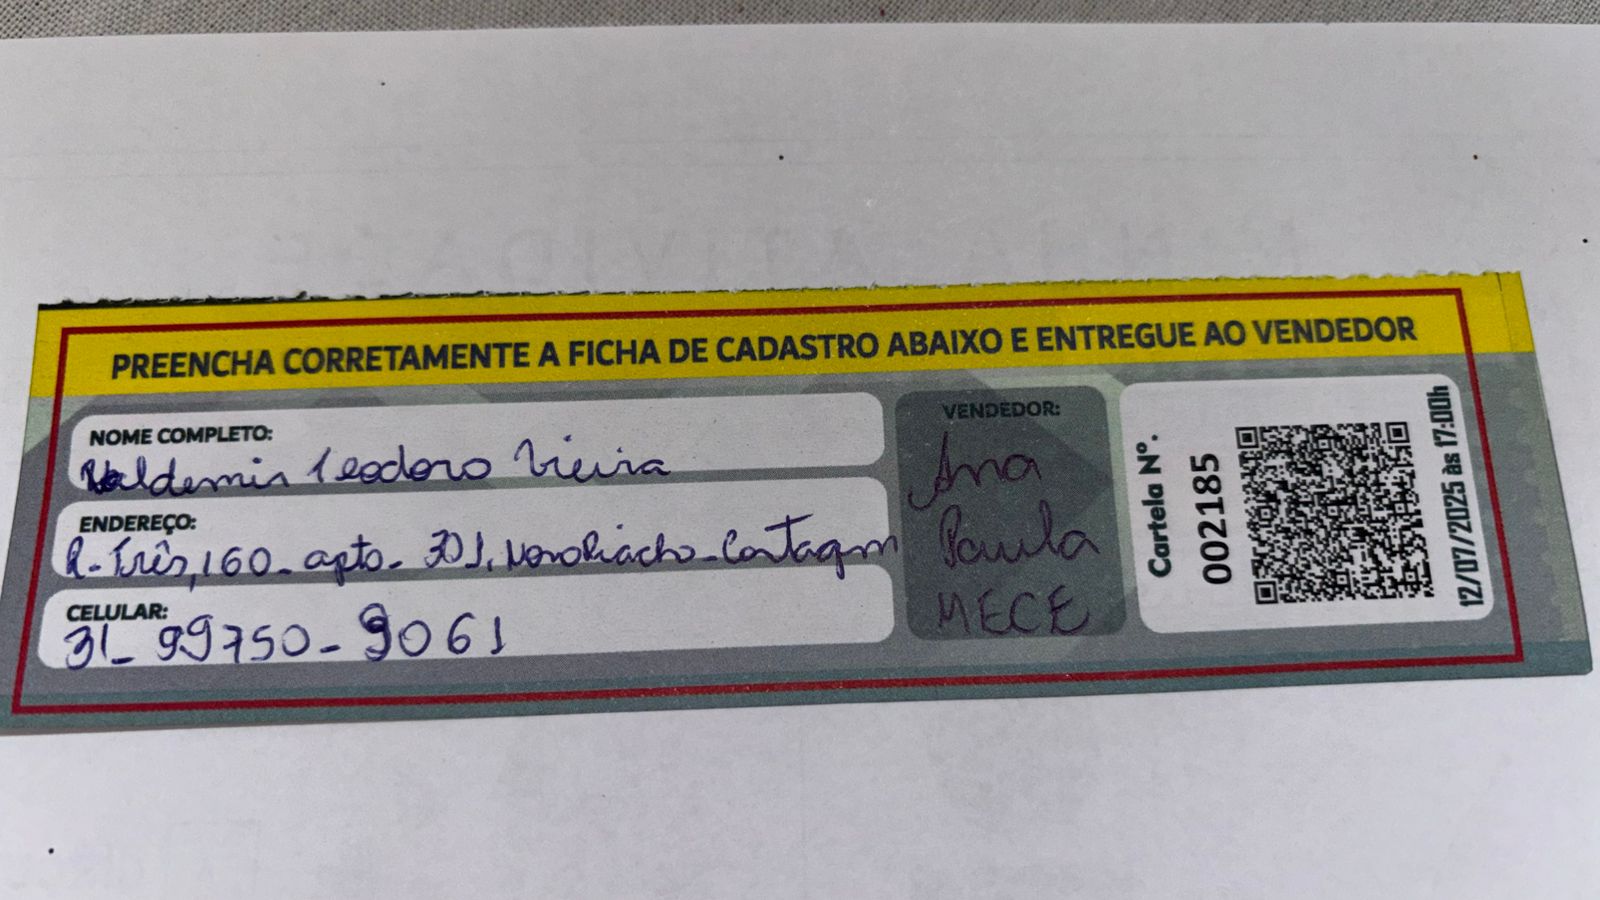 PREENCHA CORRETAMENTE A FICHA DE CADASTRO ABAIXO E ENTREGUE AO VENDEDOR
NOME COMPLETO:
Valdemir Teodoro Vieira
ENDEREÇO:
R. Três, 160 - apto - 301, Novo Riacho - Contagem
CELULAR:
31 - 99750 - 9061
VENDEDOR:
Ana
Paula
MECE
Cartela Nº.
002185
12/07/2025 às 17:00h